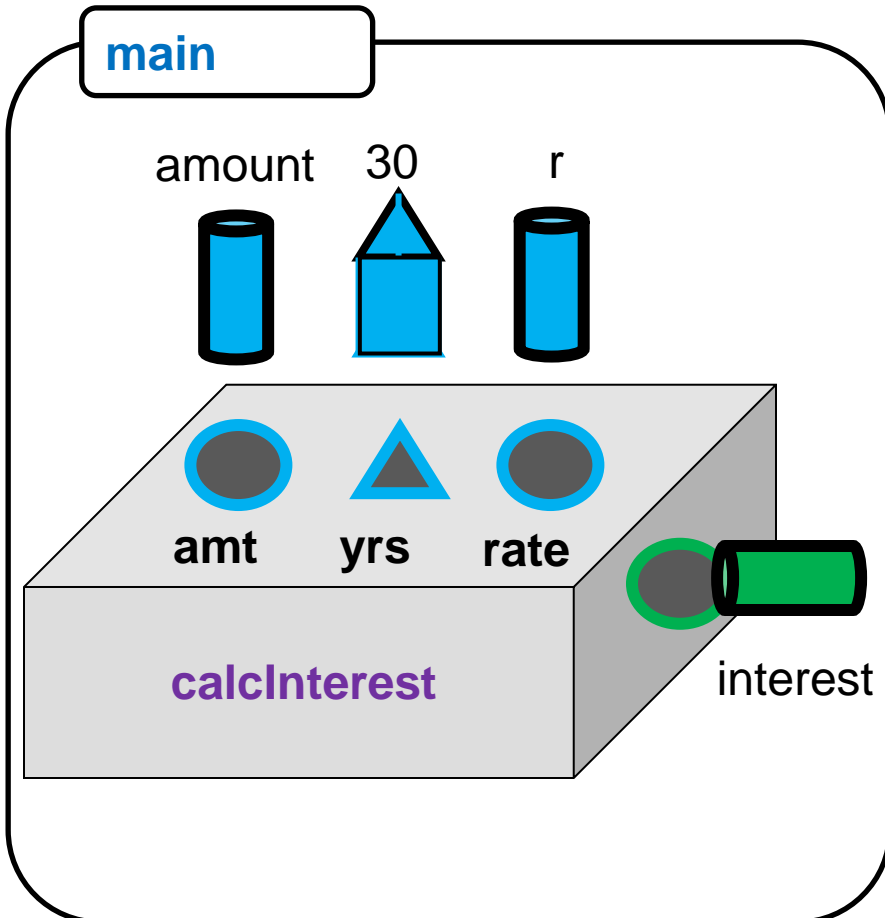 main
amount 30 r
amt yrs rate
calcInterest
interest